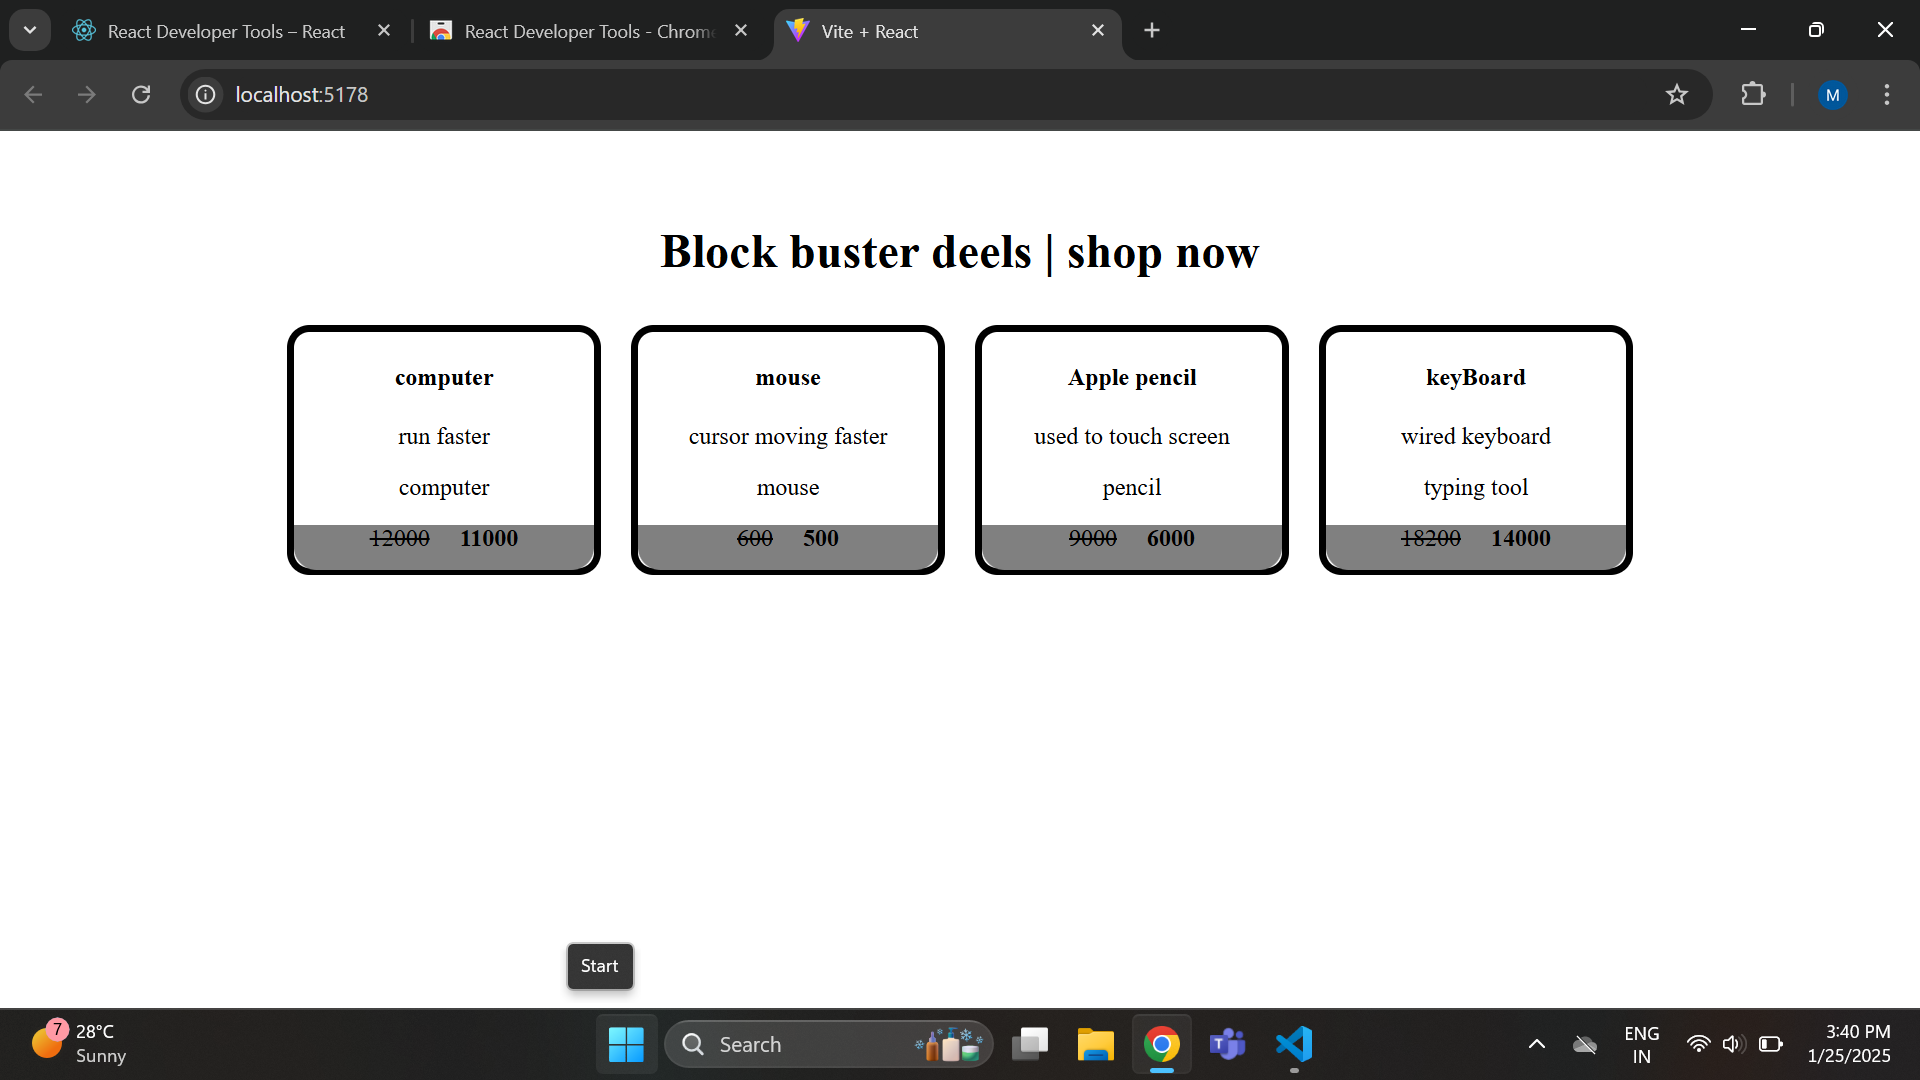 React Developer Tools – React
React Developer Tools - Chrome
Vite + React
localhost:5178
M
Block buster deels | shop now
computer
run faster
computer
12000 11000
mouse
cursor moving faster
mouse
600 500
Apple pencil
used to touch screen
pencil
9000 6000
keyBoard
wired keyboard
typing tool
18200 14000
Start
7
28°C
Sunny
Search
T
ENG
IN
3:40 PM
1/25/2025